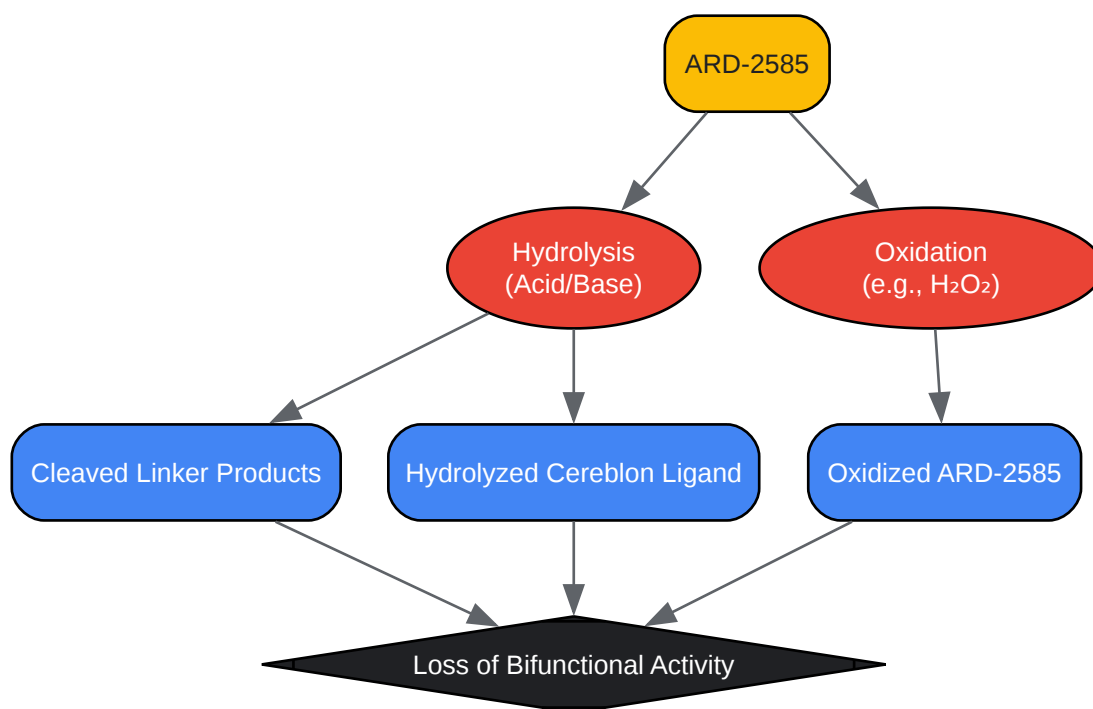 ARD-2585
Hydrolysis
(Acid/Base)
Oxidation
(e.g., H₂O₂)
Cleaved Linker Products
Hydrolyzed Cereblon Ligand
Oxidized ARD-2585
Loss of Bifunctional Activity